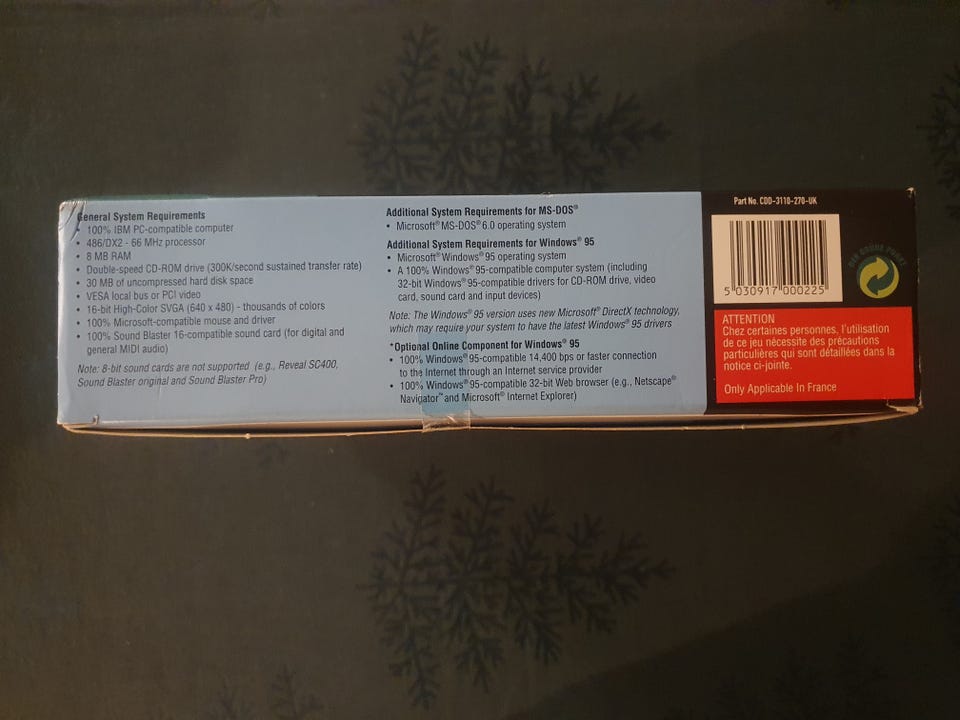 General System Requirements
• 100% IBM PC-compatible computer
• 486/DX2 - 66 MHz processor
• 8 MB RAM
• Double-speed CD-ROM drive (300K/second sustained transfer rate)
• 30 MB of uncompressed hard disk space
• VESA local bus or PCI video
• 16-bit High-Color SVGA (640 x 480) - thousands of colors
• 100% Microsoft-compatible mouse and driver
• 100% Sound Blaster 16-compatible sound card (for digital and
general MIDI audio)
Note: 8-bit sound cards are not supported (e.g., Reveal SC400,
Sound Blaster original and Sound Blaster Pro)
Additional System Requirements for MS-DOS®
• Microsoft® MS-DOS® 6.0 operating system
Additional System Requirements for Windows® 95
• Microsoft® Windows® 95 operating system
• A 100% Windows® 95-compatible computer system (including
32-bit Windows® 95-compatible drivers for CD-ROM drive, video
card, sound card and input devices)
Note: The Windows® 95 version uses new Microsoft® DirectX technology,
which may require your system to have the latest Windows® 95 drivers
*Optional Online Component for Windows® 95
• 100% Windows® 95-compatible 14,400 bps or faster connection
to the Internet through an Internet service provider
• 100% Windows® 95-compatible 32-bit Web browser (e.g., Netscape®
Navigator™ and Microsoft® Internet Explorer)
Part No. CDD-3110-270-UK
5 030917 000225
DER GRÜNE PUNKT
ATTENTION
Chez certaines personnes, l'utilisation
de ce jeu nécessite des précautions
particulières qui sont détaillées dans la
notice ci-jointe.
Only Applicable In France